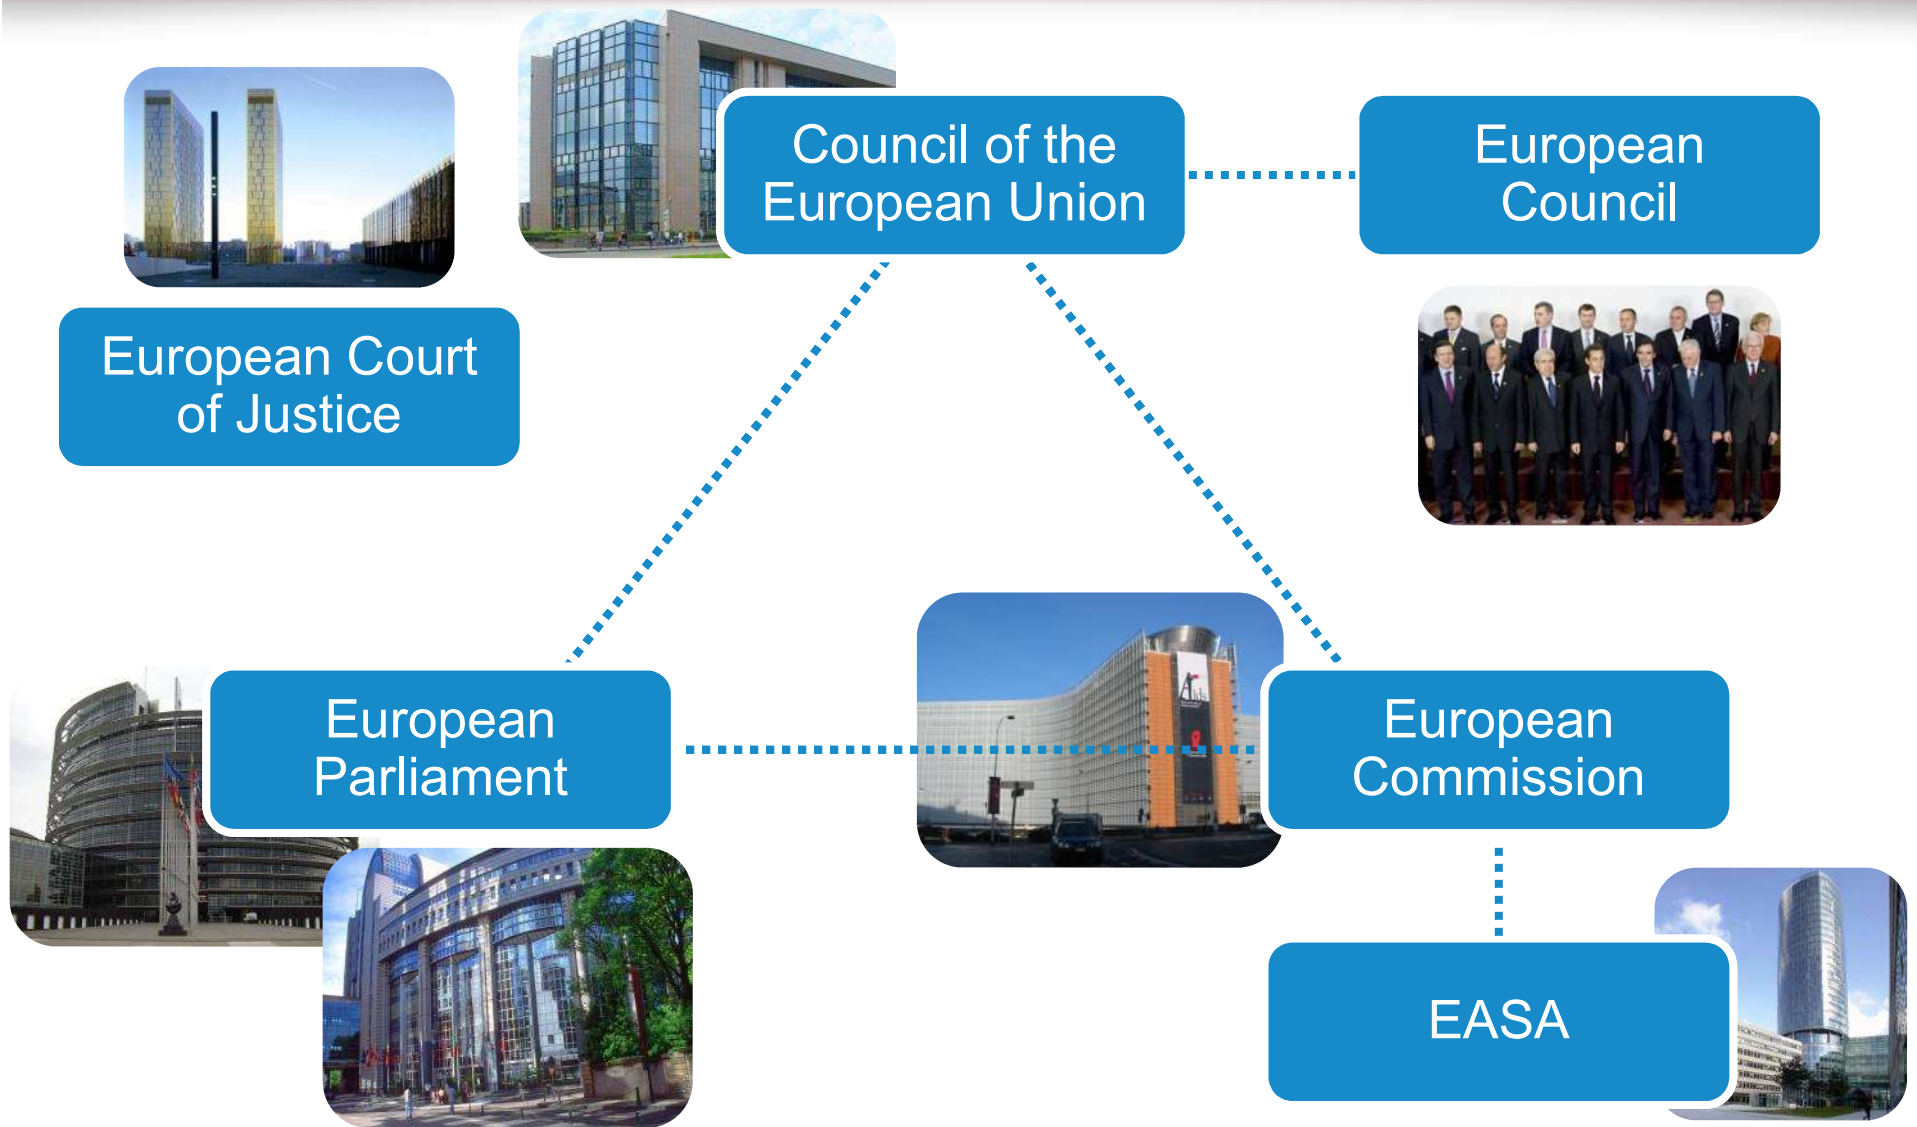 Council of the
European Union
European
Council
European Court
of Justice
European
Parliament
European
Commission
EASA